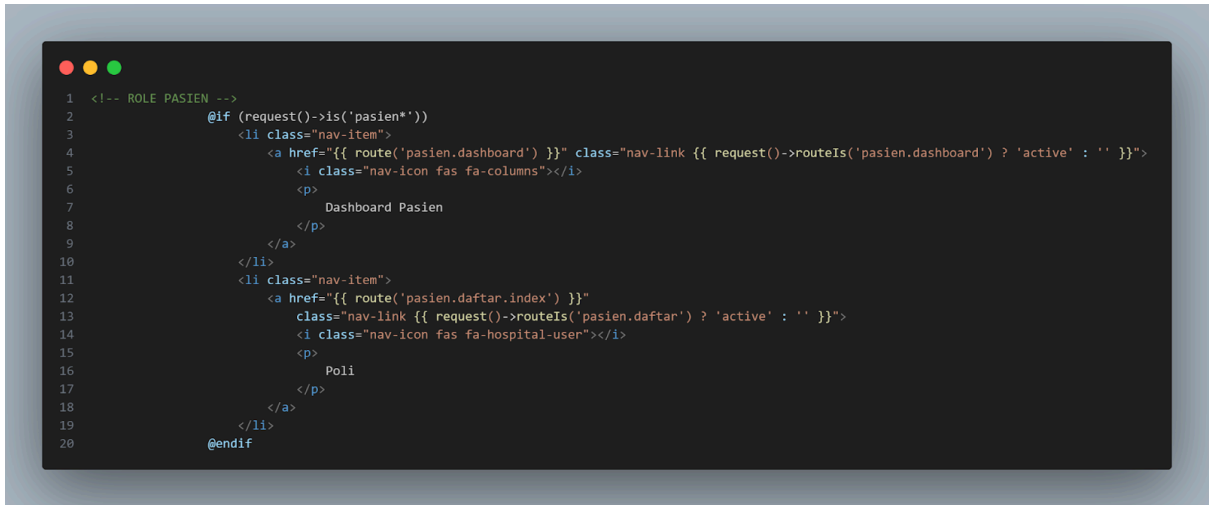 1 <!-- ROLE PASIEN -->
2 @if (request()->is('pasien*'))
3 <li class="nav-item">
4 <a href="{{ route('pasien.dashboard') }}" class="nav-link {{ request()->routeIs('pasien.dashboard') ? 'active' : '' }}">
5 <i class="nav-icon fas fa-columns"></i>
6 <p>
7 Dashboard Pasien
8 </p>
9 </a>
10 </li>
11 <li class="nav-item">
12 <a href="{{ route('pasien.daftar.index') }}"
13 class="nav-link {{ request()->routeIs('pasien.daftar') ? 'active' : '' }}">
14 <i class="nav-icon fas fa-hospital-user"></i>
15 <p>
16 Poli
17 </p>
18 </a>
19 </li>
20 @endif